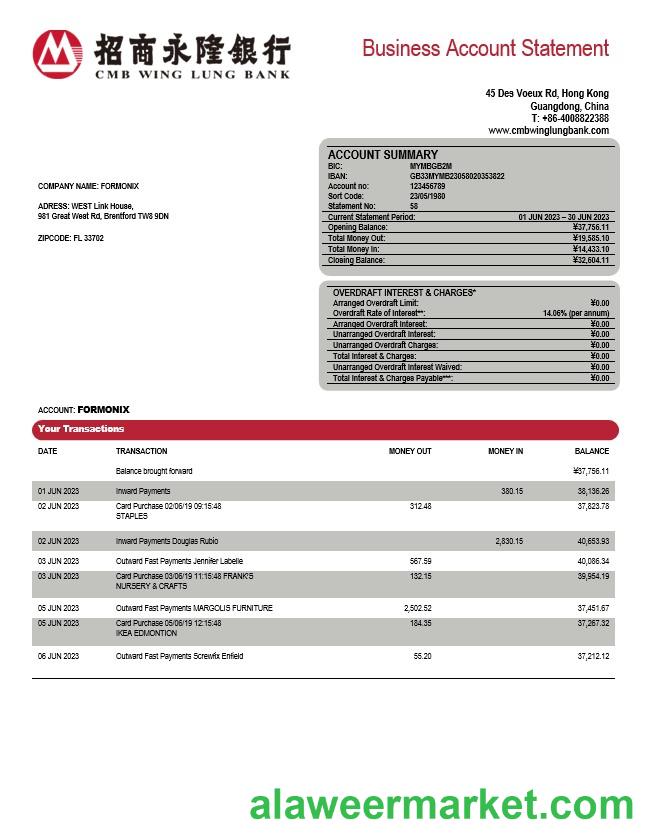 招商永隆銀行
CMB WING LUNG BANK
Business Account Statement
45 Des Voeux Rd, Hong Kong
Guangdong, China
T: +86-4008822388
www.cmbwinglungbank.com
ACCOUNT SUMMARY
BIC: MYMBGB2M
IBAN: GB33MYMB23058020353822
Account no: 123456789
Sort Code: 23/05/1980
Statement No: 58
Current Statement Period: 01 JUN 2023 – 30 JUN 2023
Opening Balance: ¥37,756.11
Total Money Out: ¥19,585.10
Total Money In: ¥14,433.10
Closing Balance: ¥32,604.11
COMPANY NAME: FORMONIX
ADRESS: WEST Link House,
981 Great West Rd, Brentford TW8 9DN
ZIPCODE: FL 33702
OVERDRAFT INTEREST & CHARGES*
Arranged Overdraft Limit: ¥0.00
Overdraft Rate of Interest**: 14.06% (per annum)
Arranged Overdraft Interest: ¥0.00
Unarranged Overdraft Interest: ¥0.00
Unarranged Overdraft Charges: ¥0.00
Total Interest & Charges: ¥0.00
Unarranged Overdraft Interest Waived: ¥0.00
Total Interest & Charges Payable***: ¥0.00
ACCOUNT: FORMONIX
Your Transactions
DATE TRANSACTION MONEY OUT MONEY IN BALANCE
Balance brought forward ¥37,756.11
01 JUN 2023 Inward Payments 380.15 38,136.26
02 JUN 2023 Card Purchase 02/06/19 09:15:48 312.48 37,823.78
STAPLES
02 JUN 2023 Inward Payments Douglas Rubio 2,830.15 40,653.93
03 JUN 2023 Outward Fast Payments Jennifer Labelle 567.59 40,086.34
03 JUN 2023 Card Purchase 03/06/19 11:15:48 FRANK'S 132.15 39,954.19
NURSERY & CRAFTS
05 JUN 2023 Outward Fast Payments MARGOLIS FURNITURE 2,502.52 37,451.67
05 JUN 2023 Card Purchase 05/06/19 12:15:48 184.35 37,267.32
IKEA EDMONTION
06 JUN 2023 Outward Fast Payments Screwfix Enfield 55.20 37,212.12
alaweermarket.com